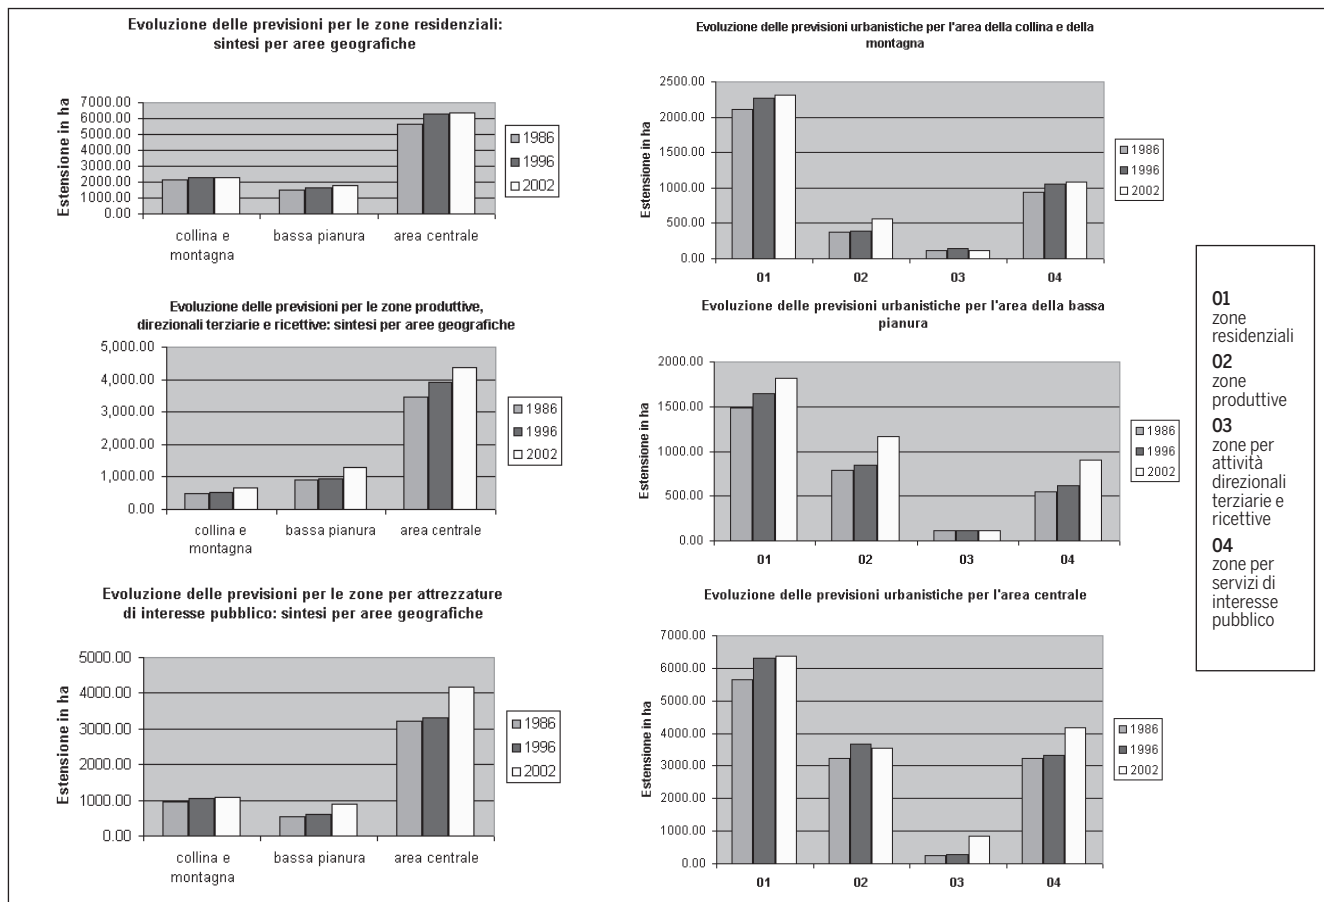 Evoluzione delle previsioni per le zone residenziali:
sintesi per aree geografiche
Estensione in ha
7000.00
6000.00
5000.00
4000.00
3000.00
2000.00
1000.00
0.00
collina e
montagna
bassa pianura
area centrale
1986
1996
2002
Evoluzione delle previsioni per le zone produttive,
direzionali terziarie e ricettive: sintesi per aree geografiche
5,000.00
4,000.00
3,000.00
2,000.00
1,000.00
0.00
collina e
montagna
bassa pianura
area centrale
1986
1996
2002
Evoluzione delle previsioni per le zone per attrezzature
di interesse pubblico: sintesi per aree geografiche
Estensione in ha
5000.00
4000.00
3000.00
2000.00
1000.00
0.00
collina e
montagna
bassa pianura
area centrale
1986
1996
2002
Evoluzione delle previsioni urbanistiche per l'area della collina e della
montagna
Estensione in ha
2500.00
2000.00
1500.00
1000.00
500.00
0.00
01
02
03
04
1986
1996
2002
Evoluzione delle previsioni urbanistiche per l'area della bassa
pianura
Estensione in ha
2000.00
1500.00
1000.00
500.00
0.00
01
02
03
04
1986
1996
2002
Evoluzione delle previsioni urbanistiche per l'area centrale
Estensione in ha
7000.00
6000.00
5000.00
4000.00
3000.00
2000.00
1000.00
0.00
01
02
03
04
1986
1996
2002
01
zone
residenziali
02
zone
produttive
03
zone per
attività
direzionali
terziarie e
ricettive
04
zone per
servizi di
interesse
pubblico